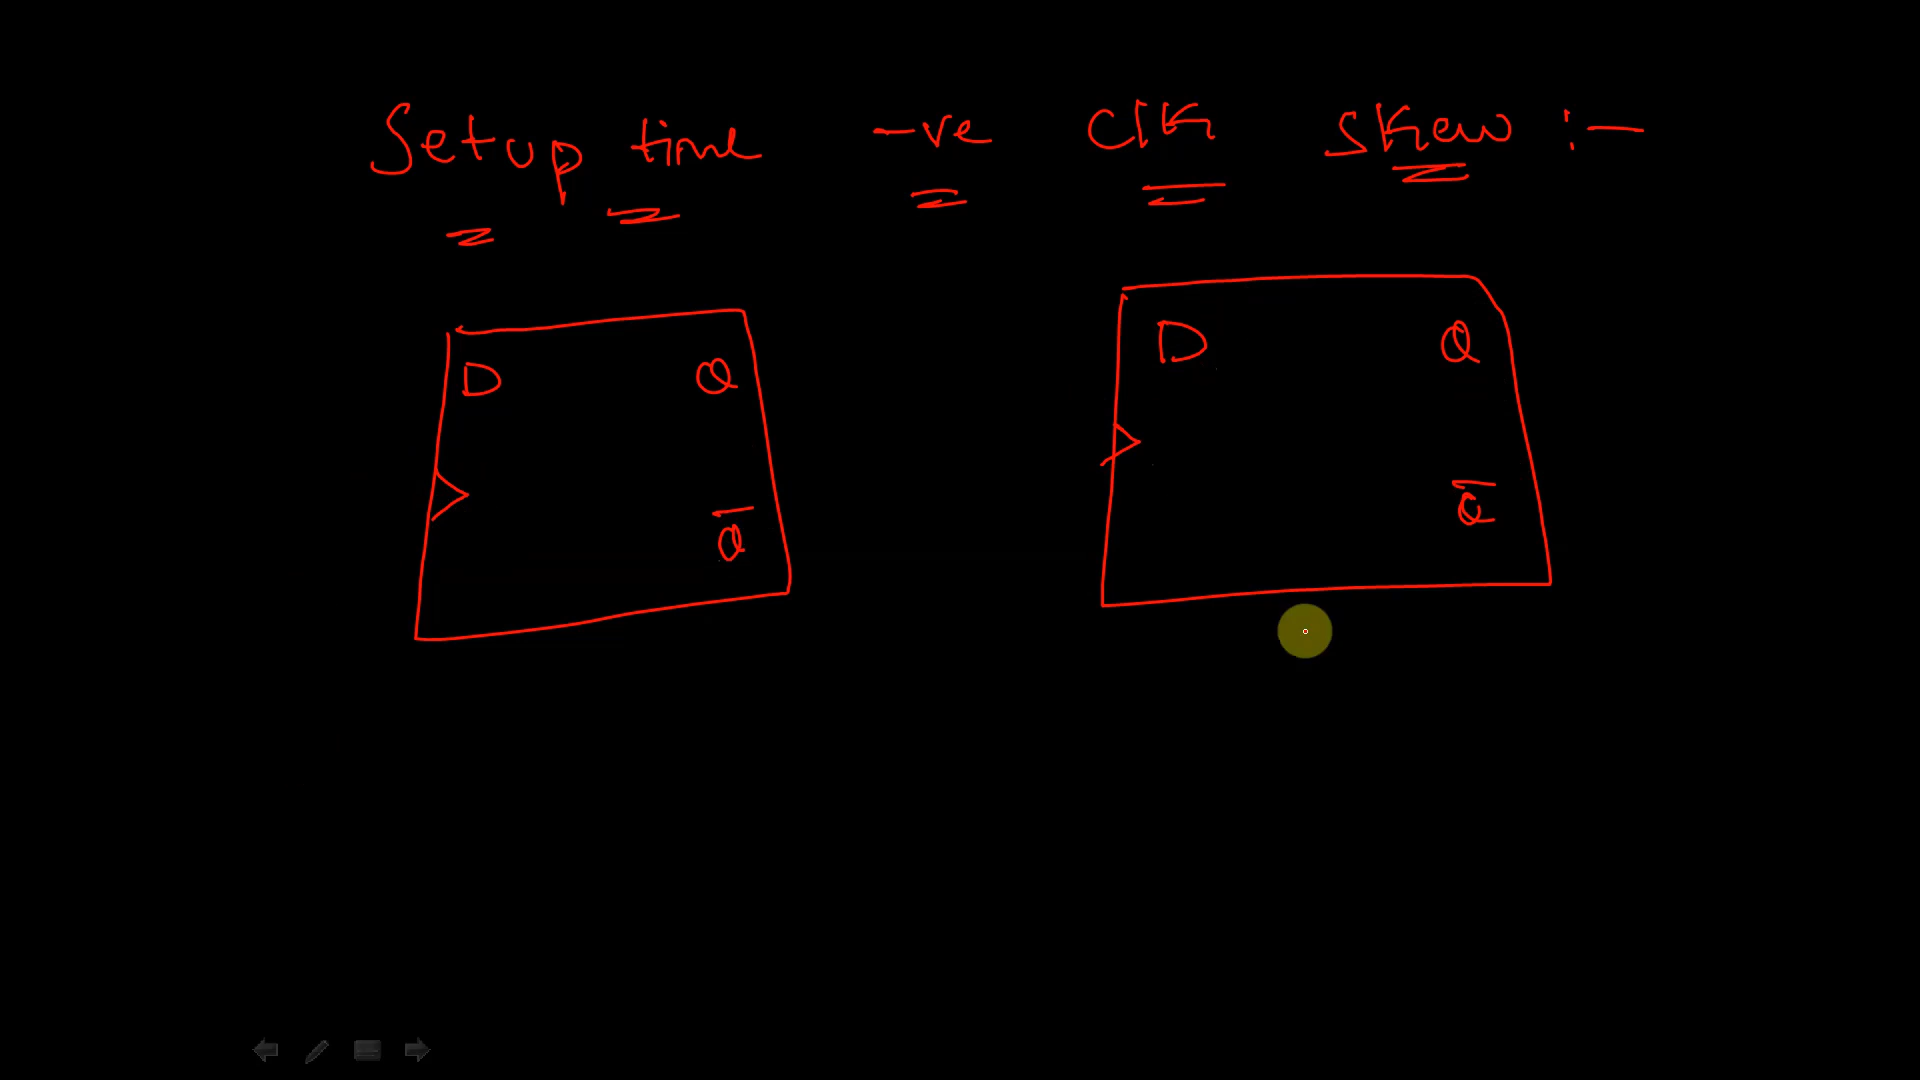 Setup time -ve Clk Skew :-
D Q
Q̅
D Q
Q̅